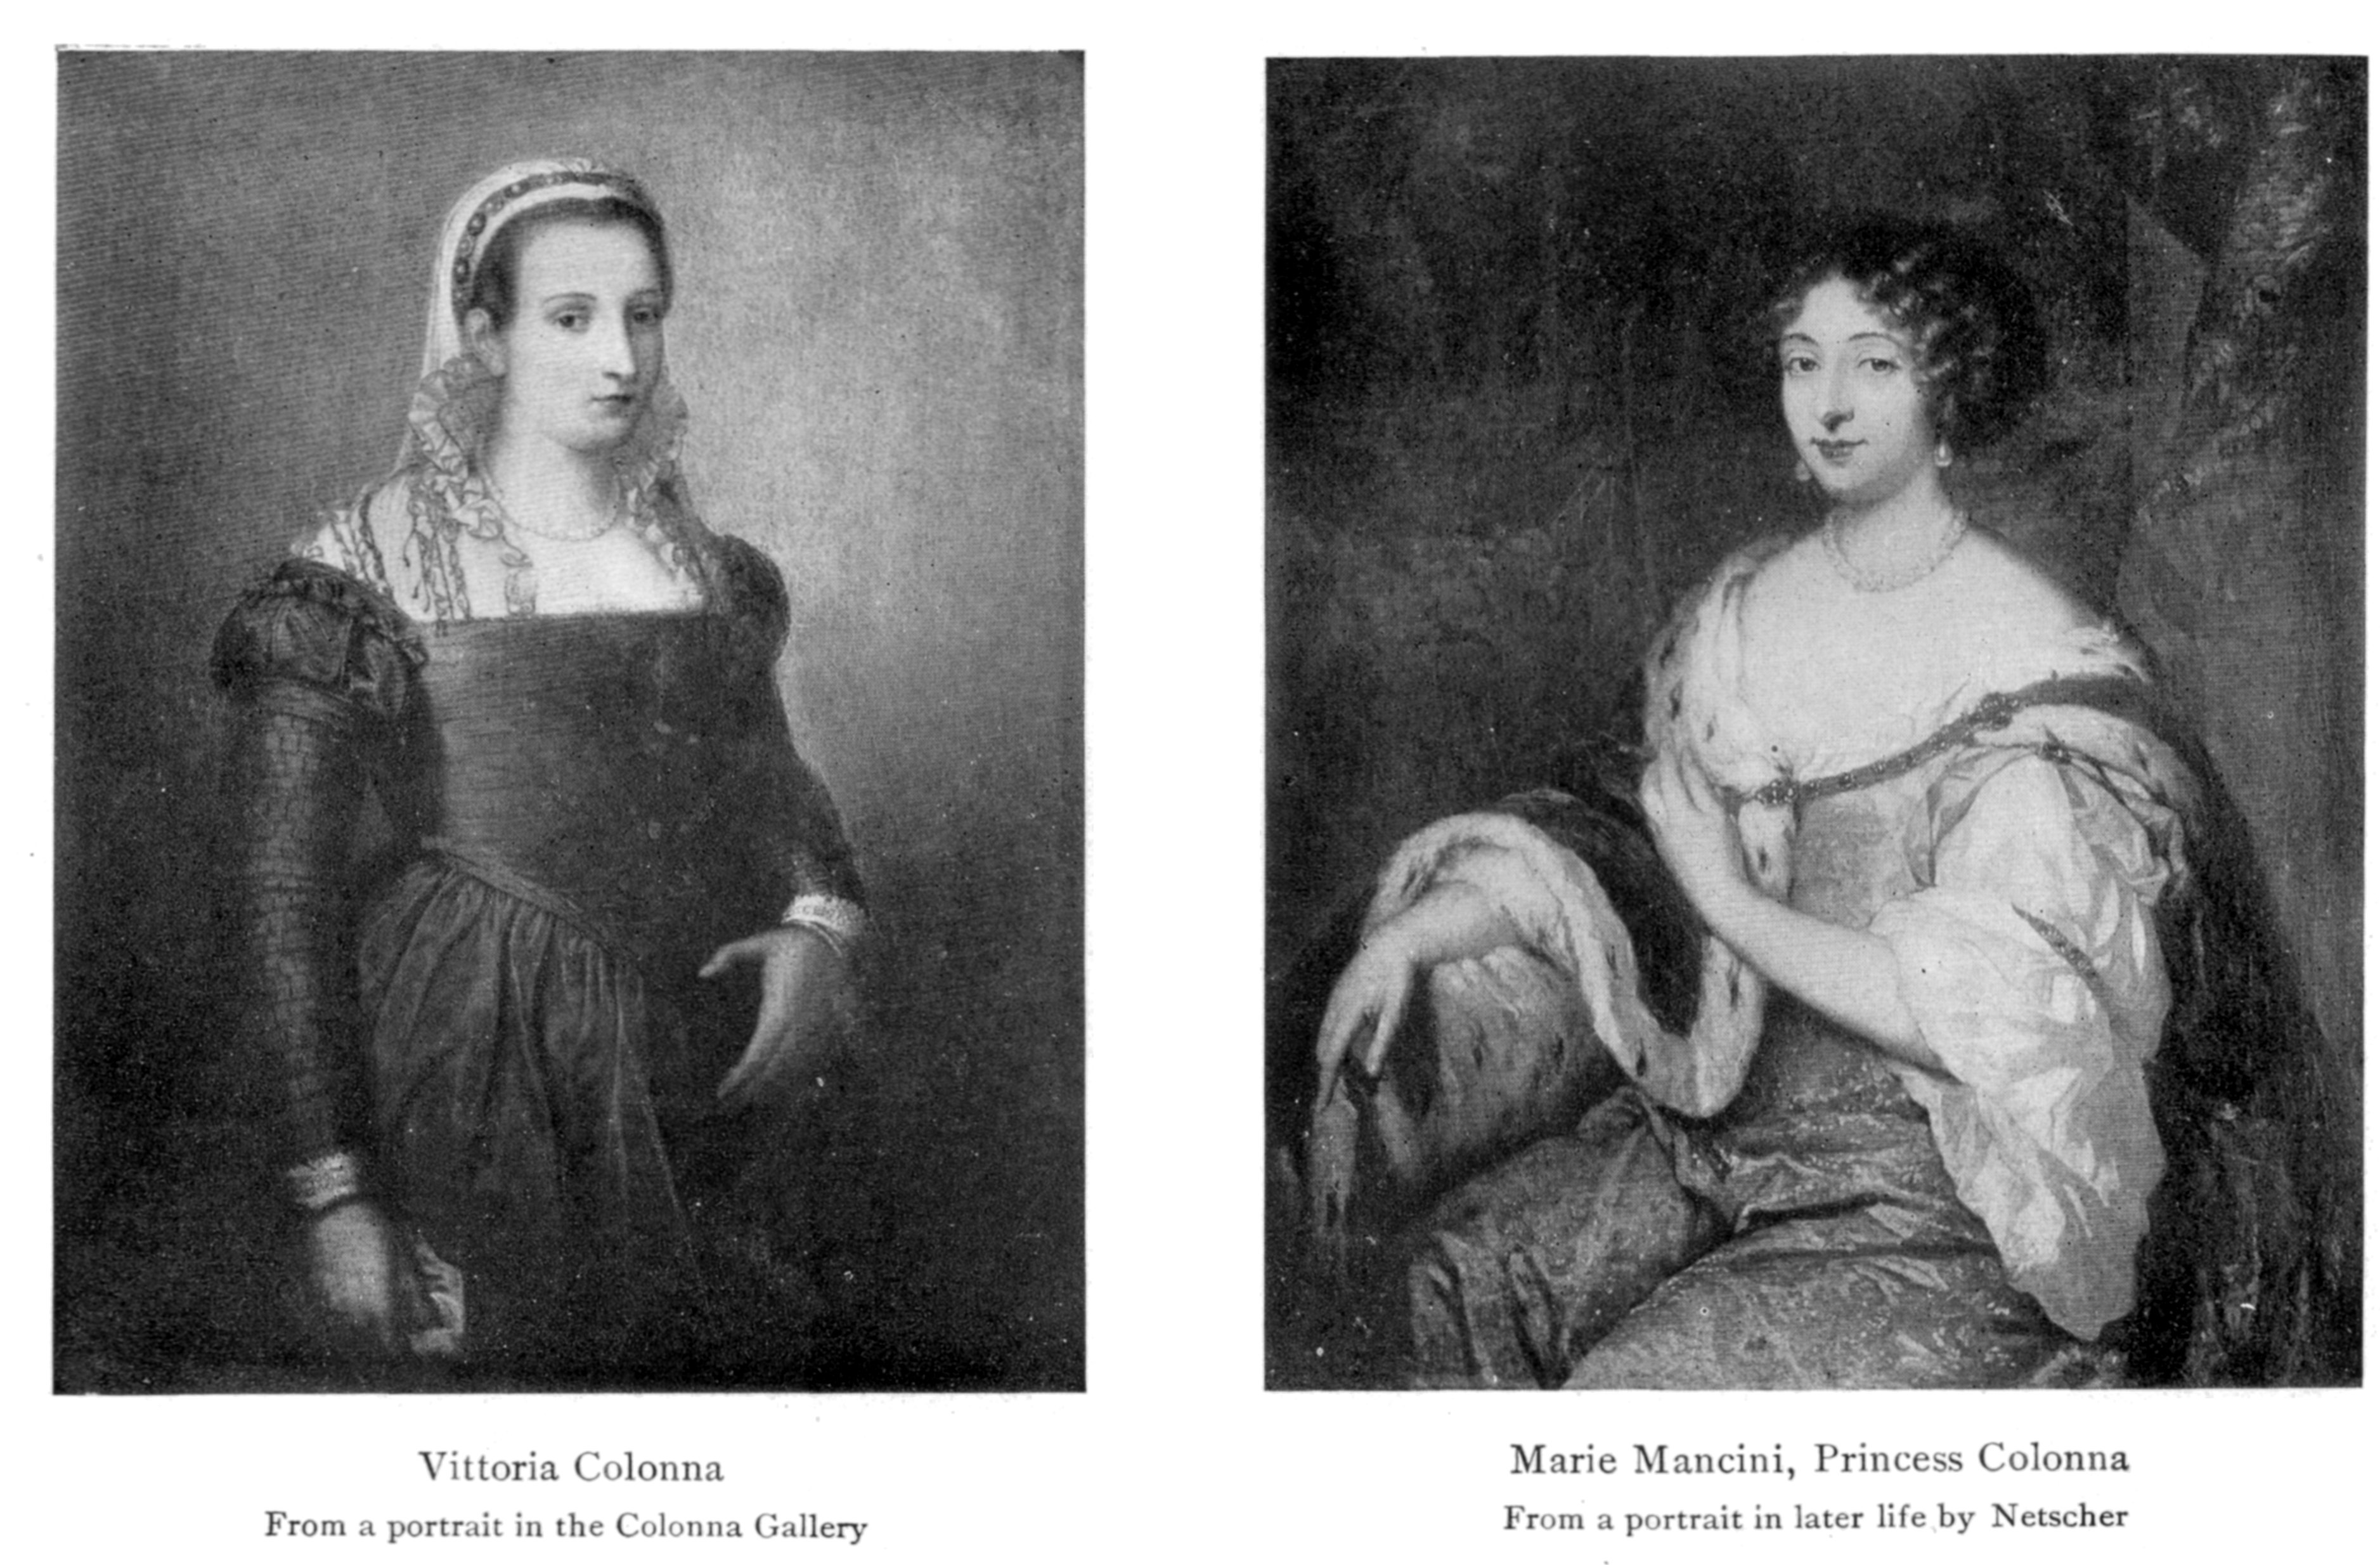 Vittoria Colonna
From a portrait in the Colonna Gallery
Marie Mancini, Princess Colonna
From a portrait in later life by Netscher